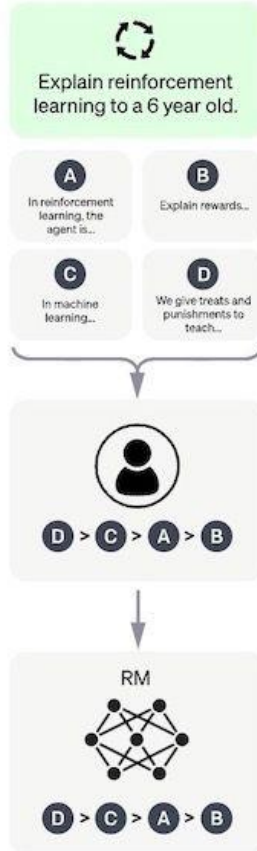 Explain reinforcement
learning to a 6 year old.
A
In reinforcement
learning, the
agent is...
B
Explain rewards...
C
In machine
learning...
D
We give treats and
punishments to
teach...
D > C > A > B
RM
D > C > A > B